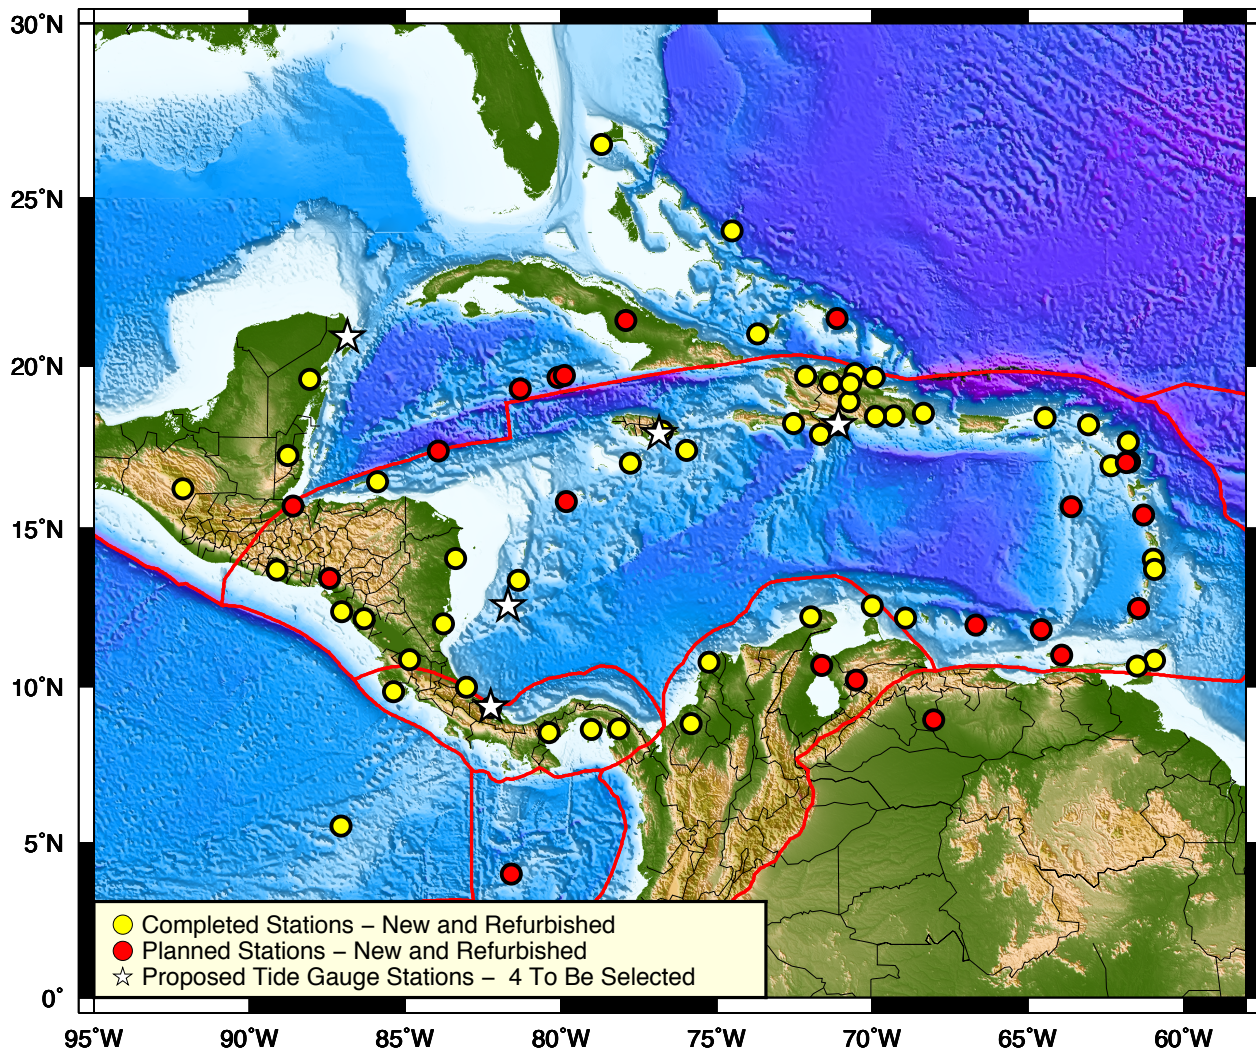 30°N
25°N
20°N
15°N
10°N
5°N
0°
Completed Stations – New and Refurbished
Planned Stations – New and Refurbished
Proposed Tide Gauge Stations – 4 To Be Selected
95°W 90°W 85°W 80°W 75°W 70°W 65°W 60°W